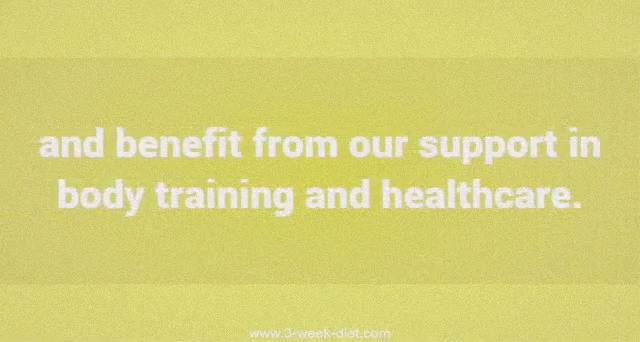 and benefit from our support in
body training and healthcare.
www.3-week-diet.com